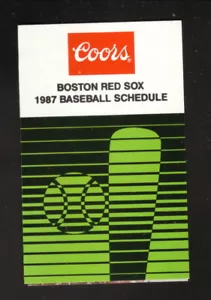 Coors
BOSTON RED SOX
1987 BASEBALL SCHEDULE